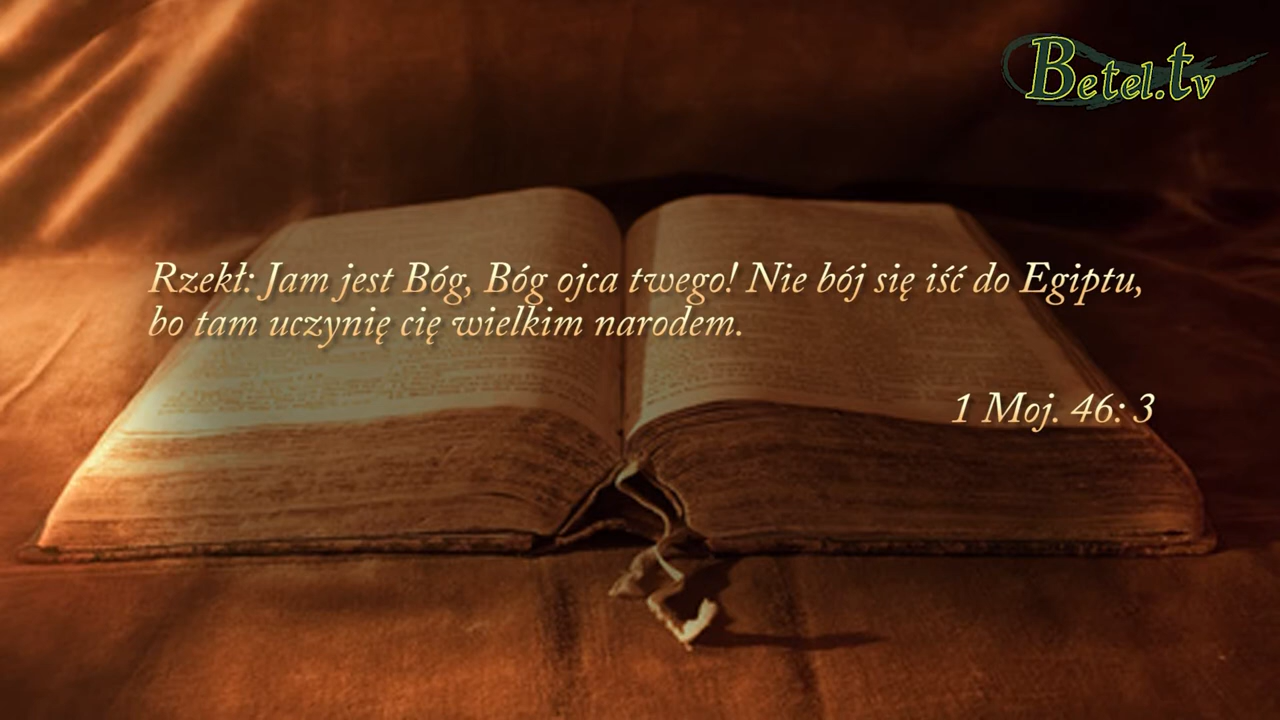 Betel.tv
Rzekł: Jam jest Bóg, Bóg ojca twego! Nie bój się iść do Egiptu,
bo tam uczynię cię wielkim narodem.
1 Moj. 46: 3